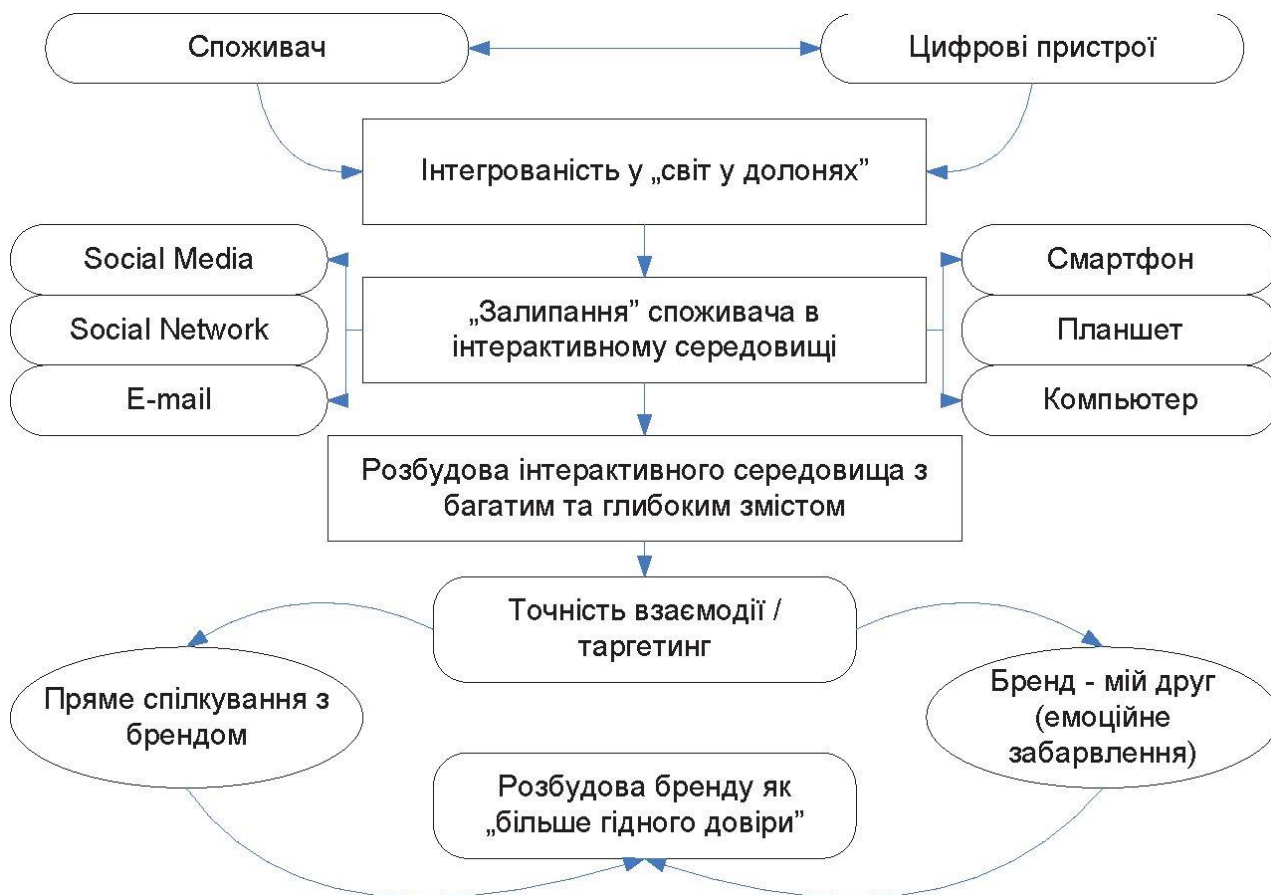 Споживач
Цифрові пристрої
Інтегрованість у „світ у долонях”
Social Media
Social Network
E-mail
„Залипання” споживача в
інтерактивному середовищі
Смартфон
Планшет
Компьютер
Розбудова інтерактивного середовища з
багатим та глибоким змістом
Точність взаємодії /
таргетинг
Пряме спілкування з
брендом
Бренд - мій друг
(емоційне
забарвлення)
Розбудова бренду як
„більше гідного довіри”